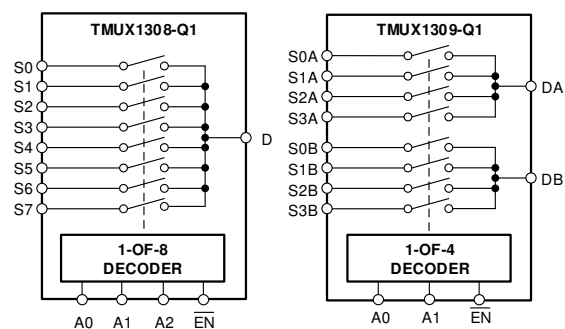 TMUX1308-Q1
S0
S1
S2
S3
S4
S5
S6
S7
D
1-OF-8
DECODER
A0 A1 A2 EN
TMUX1309-Q1
S0A
S1A
S2A
S3A
DA
S0B
S1B
S2B
S3B
DB
1-OF-4
DECODER
A0 A1 EN